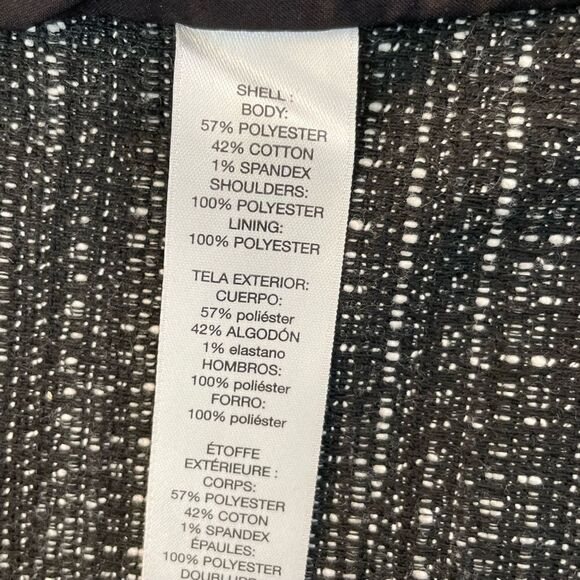 SHELL :
BODY:
57% POLYESTER
42% COTTON
1% SPANDEX
SHOULDERS:
100% POLYESTER
LINING:
100% POLYESTER
TELA EXTERIOR:
CUERPO:
57% poliéster
42% ALGODÓN
1% elastano
HOMBROS:
100% poliéster
FORRO:
100% poliéster
ÉTOFFE
EXTÉRIEURE :
CORPS:
57% POLYESTER
42% COTON
1% SPANDEX
ÉPAULES:
100% POLYESTER